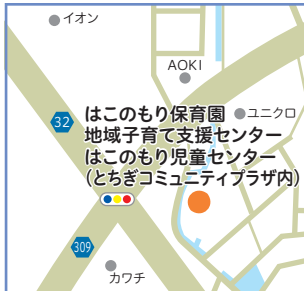 イオン
AOKI
ユニクロ
32
はこのもり保育園
地域子育て支援センター
はこのもり児童センター
(とちぎコミュニティプラザ内)
309
カワチ